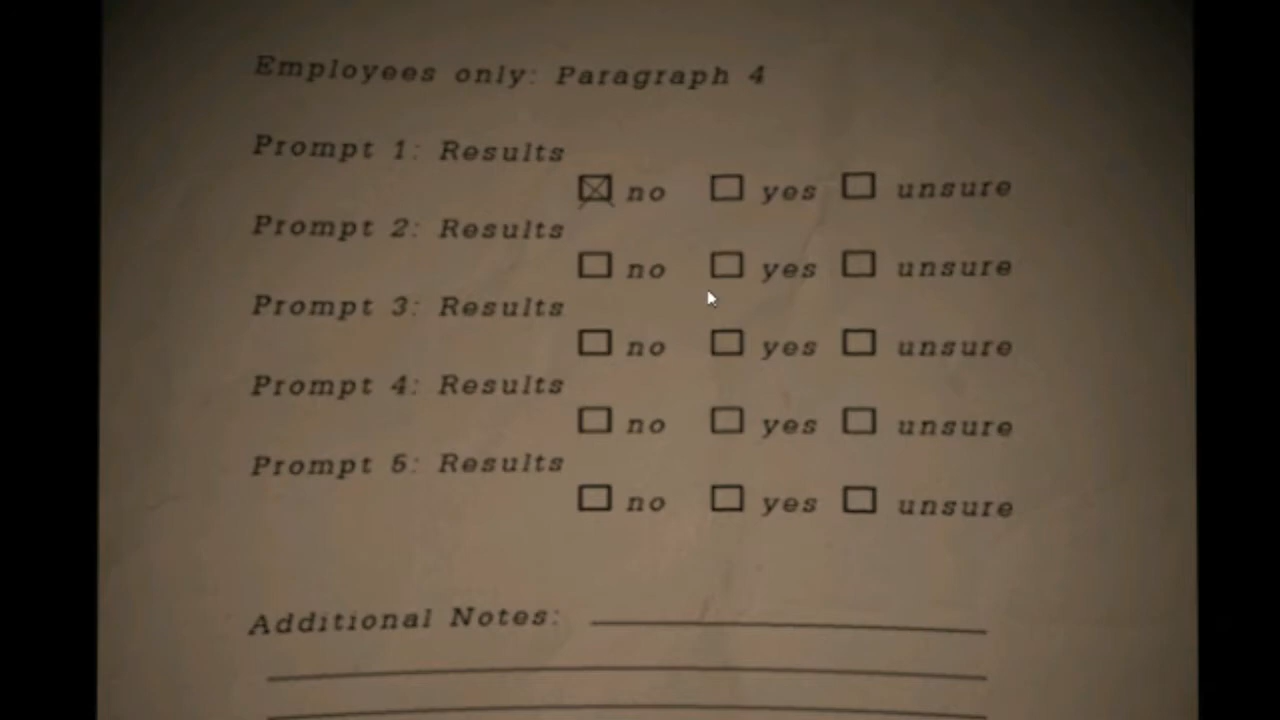 Employees only: Paragraph 4
Prompt 1: Results
☒ no ☐ yes ☐ unsure
Prompt 2: Results
☐ no ☐ yes ☐ unsure
Prompt 3: Results
☐ no ☐ yes ☐ unsure
Prompt 4: Results
☐ no ☐ yes ☐ unsure
Prompt 5: Results
☐ no ☐ yes ☐ unsure
Additional Notes: